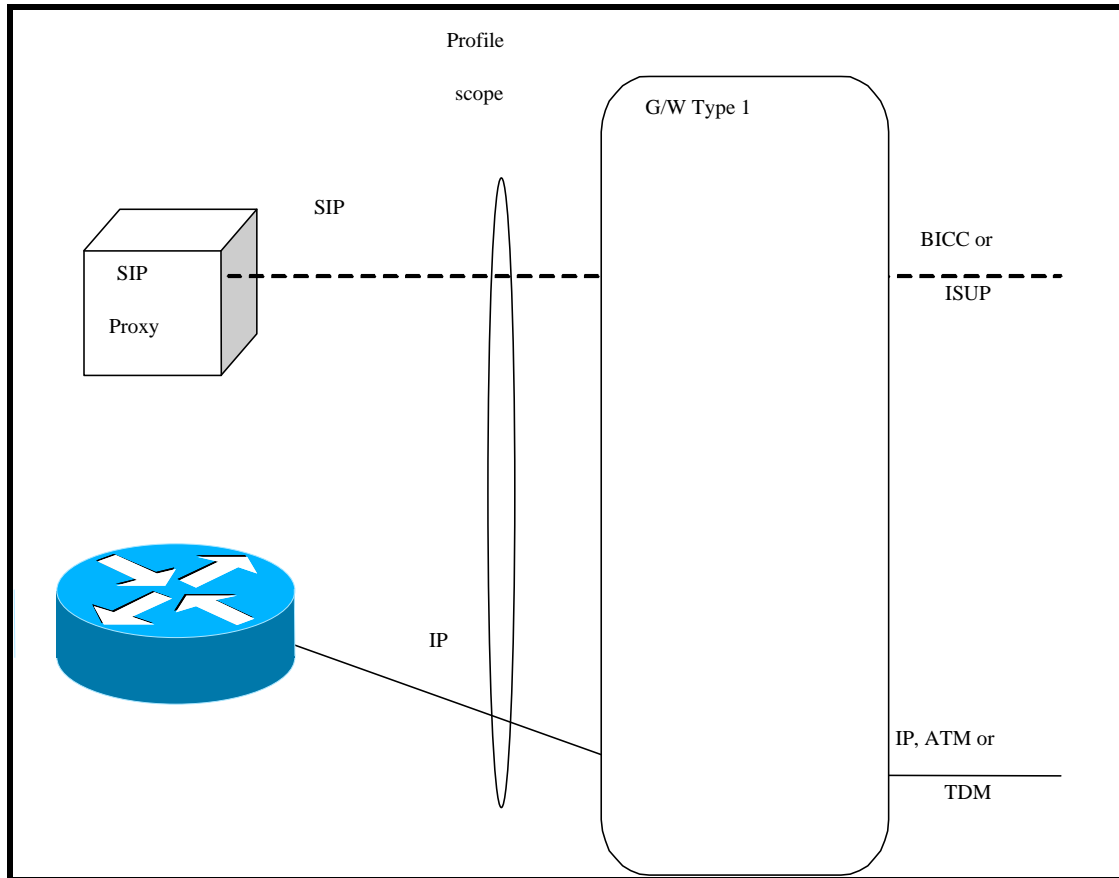 Profile
scope
G/W Type 1
SIP
BICC or
ISUP
SIP
Proxy
IP
IP, ATM or
TDM